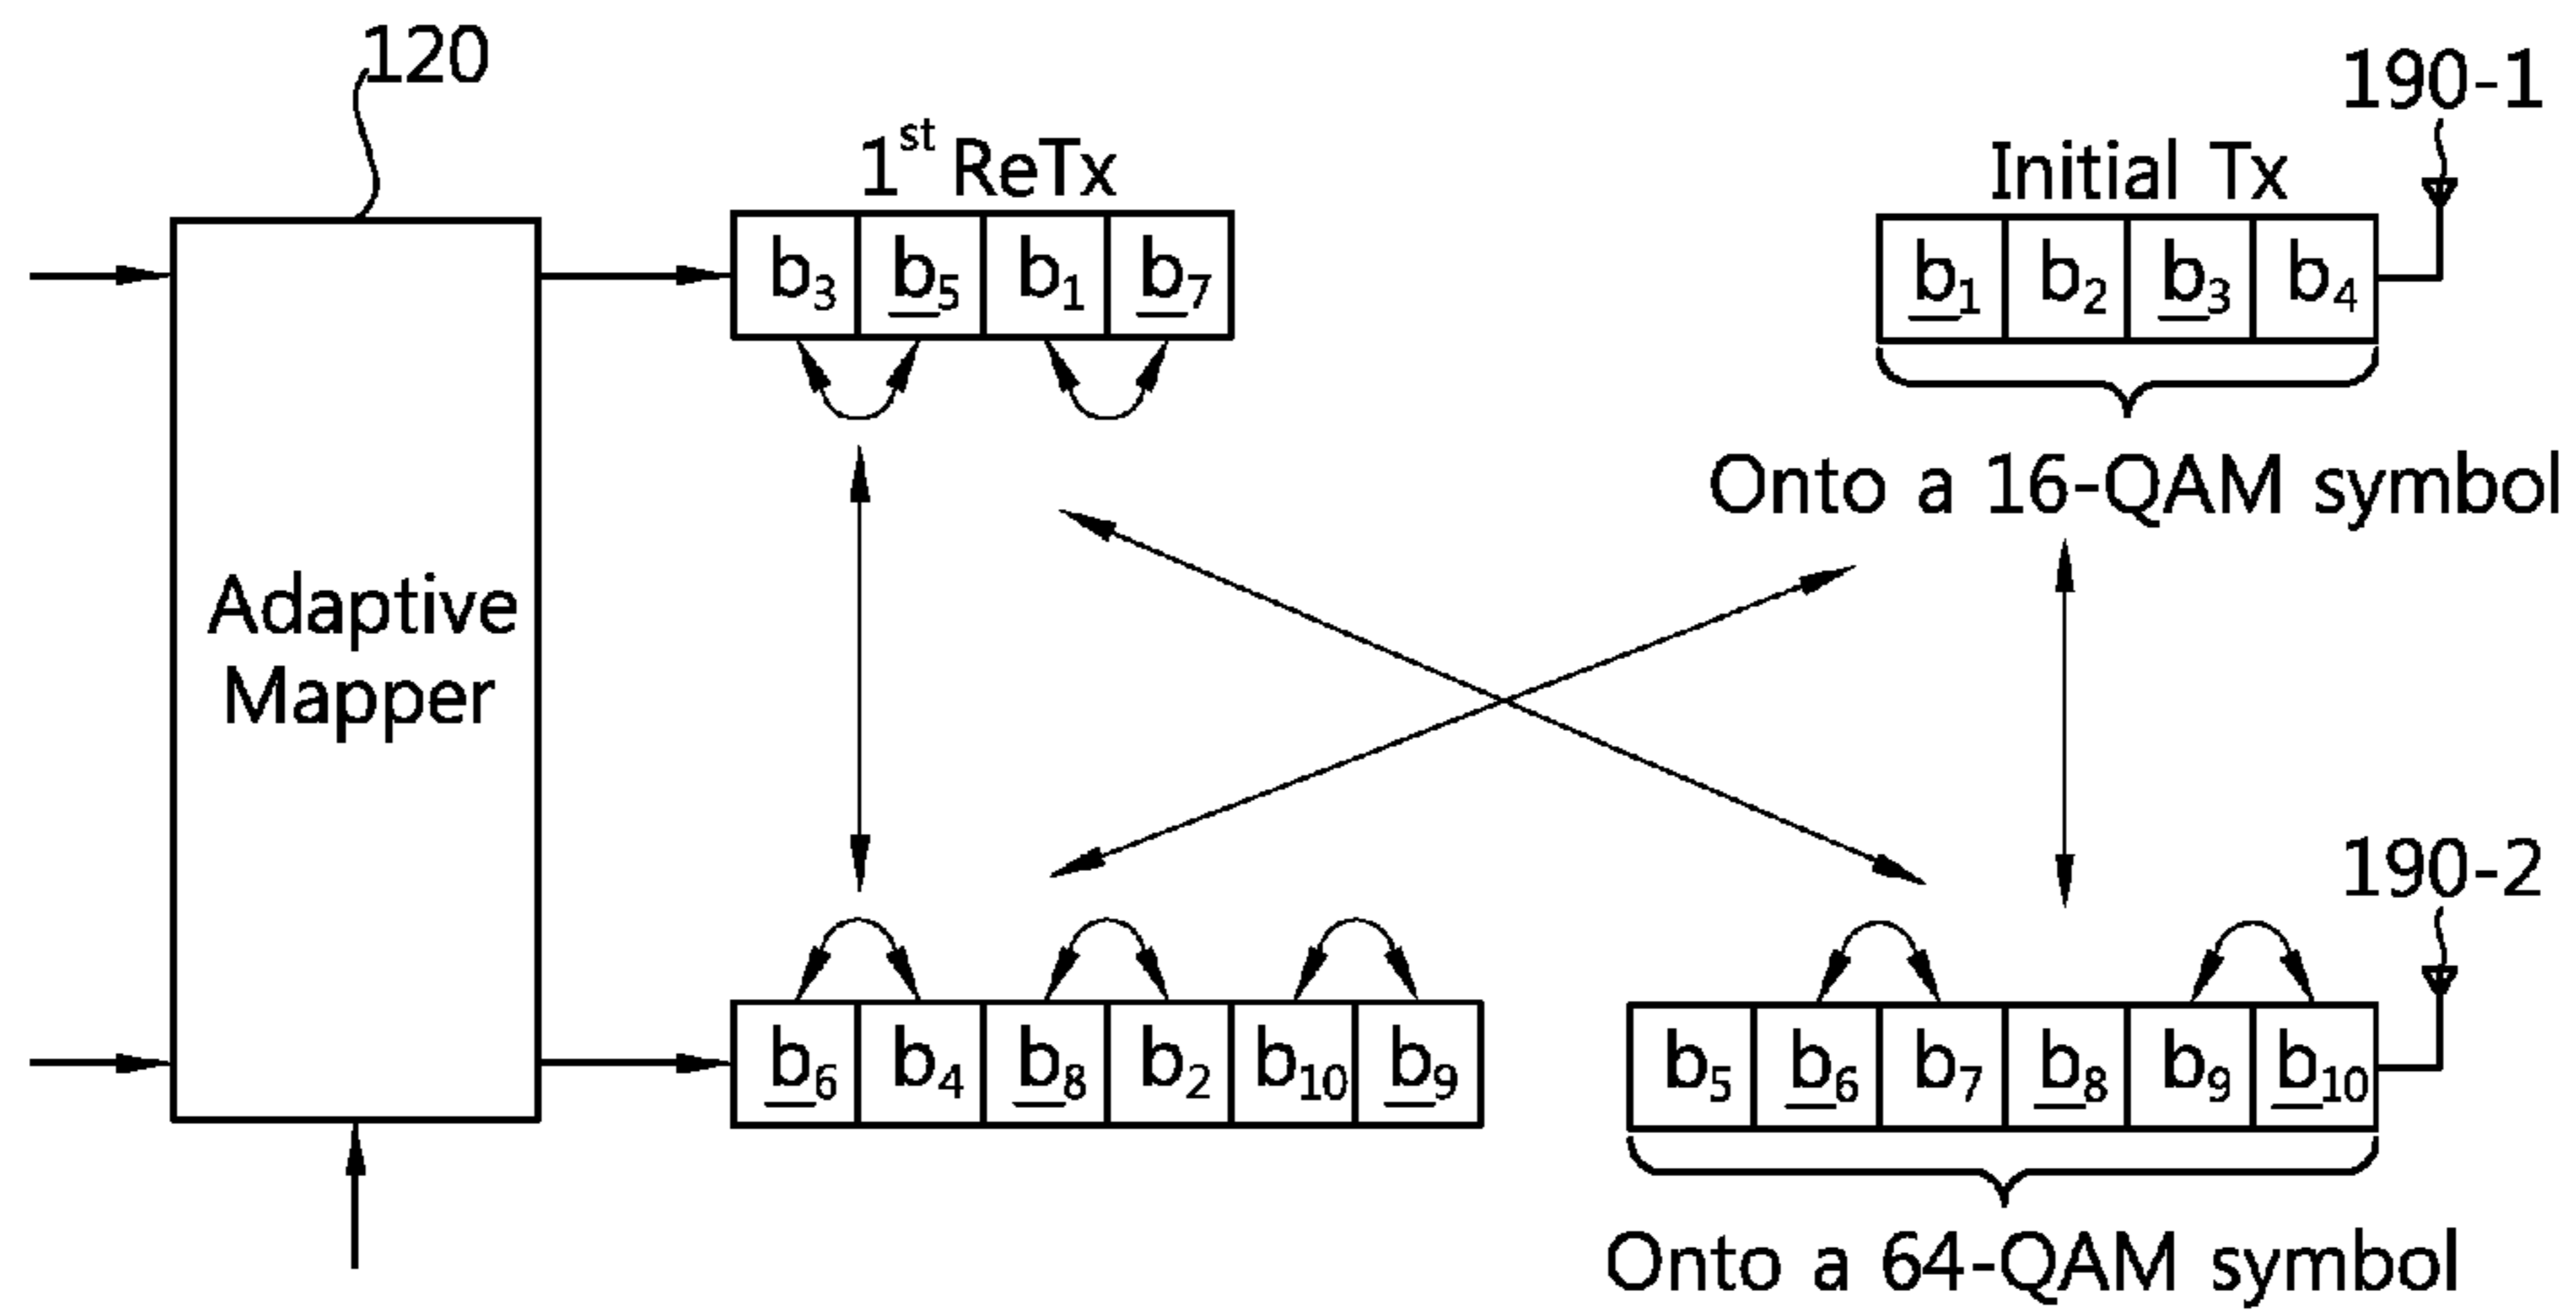 120
190-1
1st ReTx
Initial Tx
b3 b5 b1 b7
b1 b2 b3 b4
Onto a 16-QAM symbol
Adaptive
Mapper
190-2
b6 b4 b8 b2 b10 b9
b5 b6 b7 b8 b9 b10
Onto a 64-QAM symbol